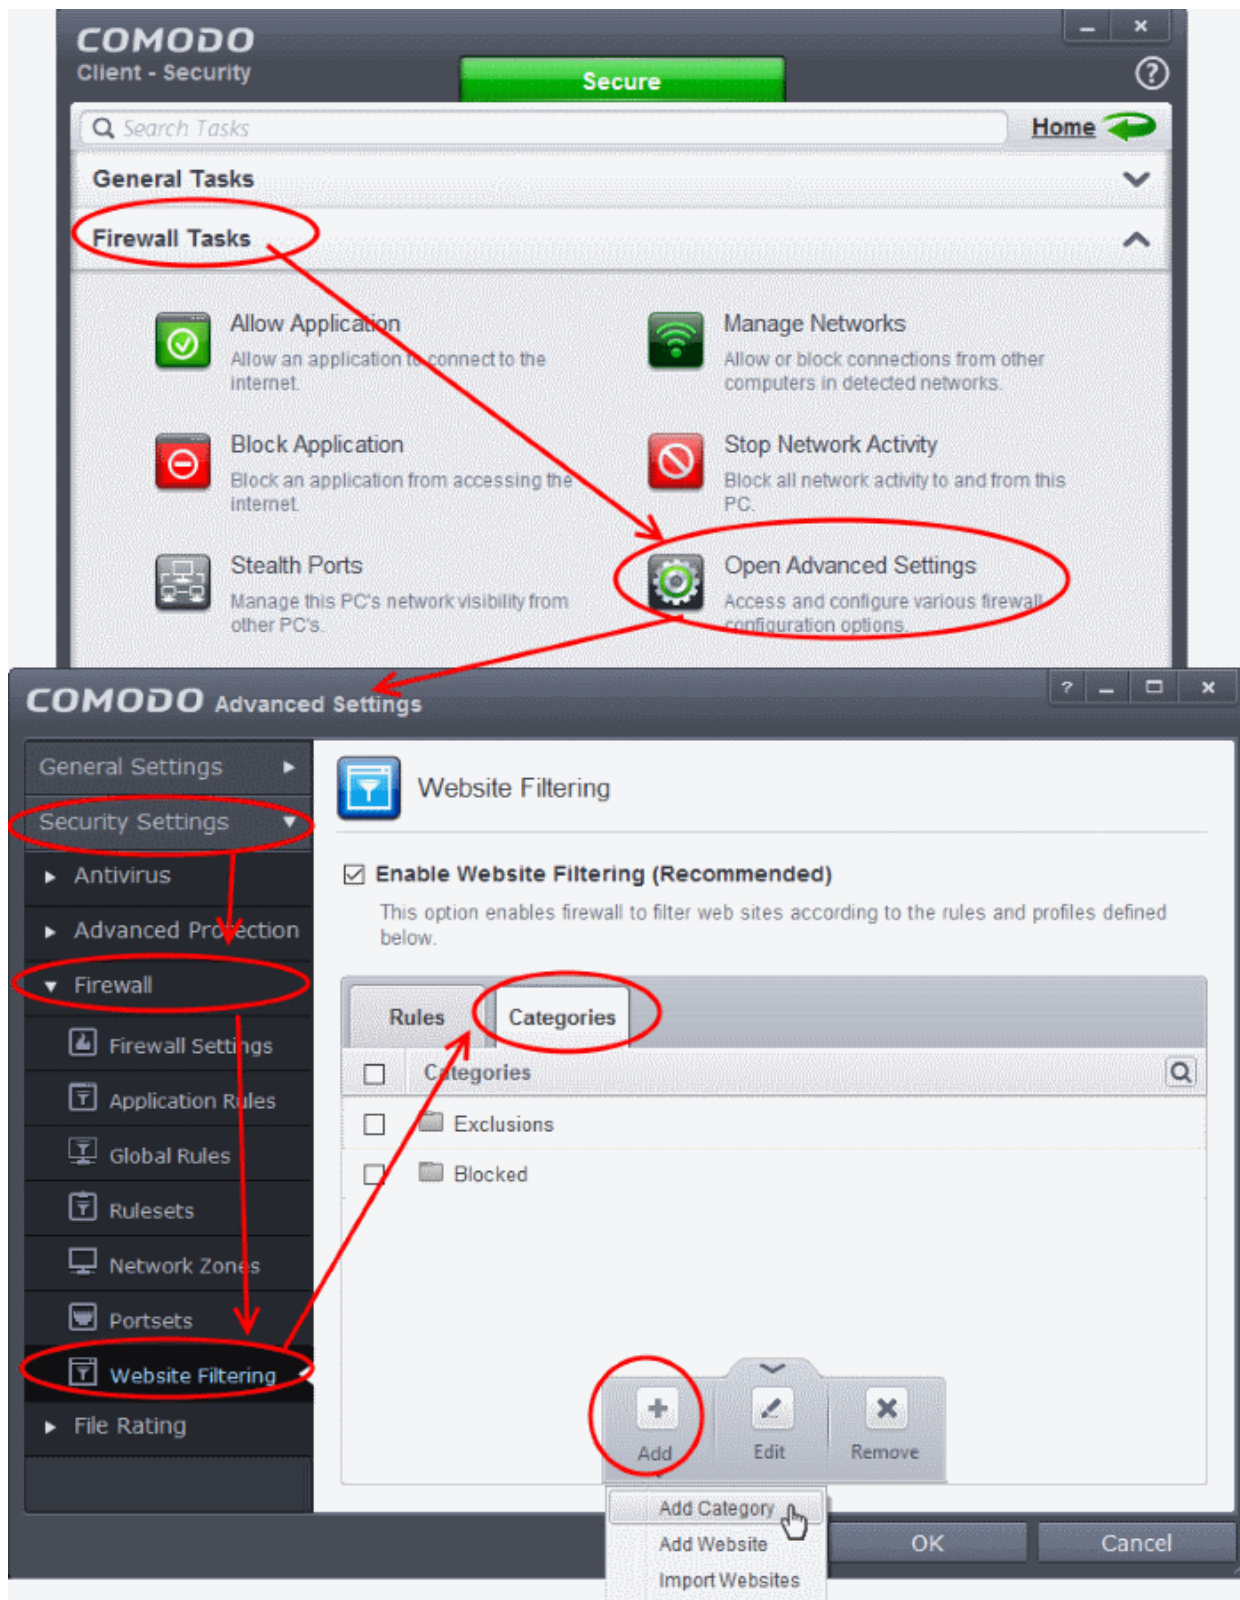 COMODO
Client - Security
Secure
Search Tasks
Home
General Tasks
Firewall Tasks
Allow Application
Allow an application to connect to the
internet.
Manage Networks
Allow or block connections from other
computers in detected networks.
Block Application
Block an application from accessing the
internet.
Stop Network Activity
Block all network activity to and from this
PC.
Stealth Ports
Manage this PC's network visibility from
other PC's.
Open Advanced Settings
Access and configure various firewall
configuration options.
COMODO Advanced Settings
General Settings
Security Settings
Antivirus
Advanced Protection
Firewall
Firewall Settings
Application Rules
Global Rules
Rulesets
Network Zones
Portsets
Website Filtering
File Rating
Website Filtering
Enable Website Filtering (Recommended)
This option enables firewall to filter web sites according to the rules and profiles defined
below.
Rules
Categories
Categories
Exclusions
Blocked
Add
Edit
Remove
Add Category
Add Website
Import Websites
OK
Cancel